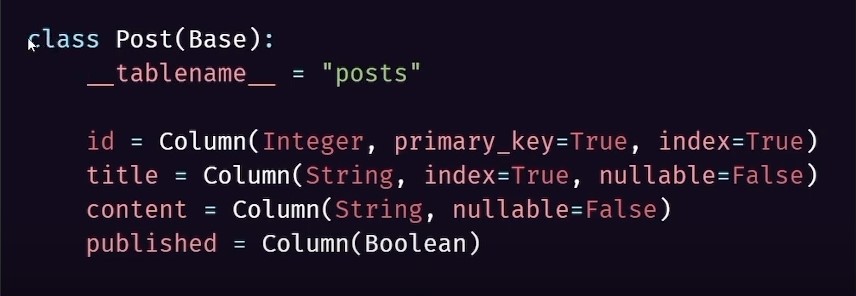 class Post(Base):
    __tablename__ = "posts"

    id = Column(Integer, primary_key=True, index=True)
    title = Column(String, index=True, nullable=False)
    content = Column(String, nullable=False)
    published = Column(Boolean)